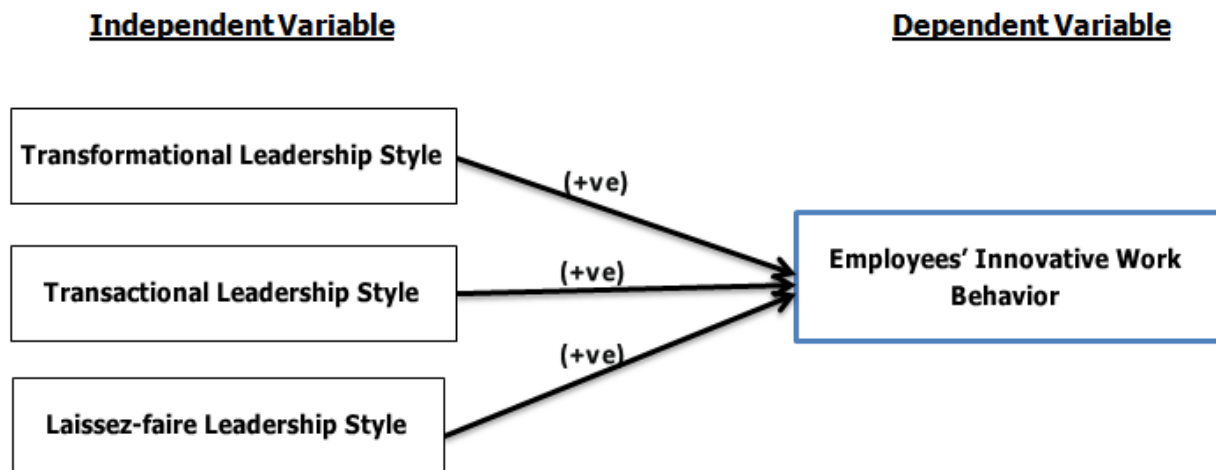 Independent Variable
Dependent Variable
Transformational Leadership Style
(+ve)
Transactional Leadership Style
(+ve)
Employees’ Innovative Work
Behavior
(+ve)
Laissez-faire Leadership Style